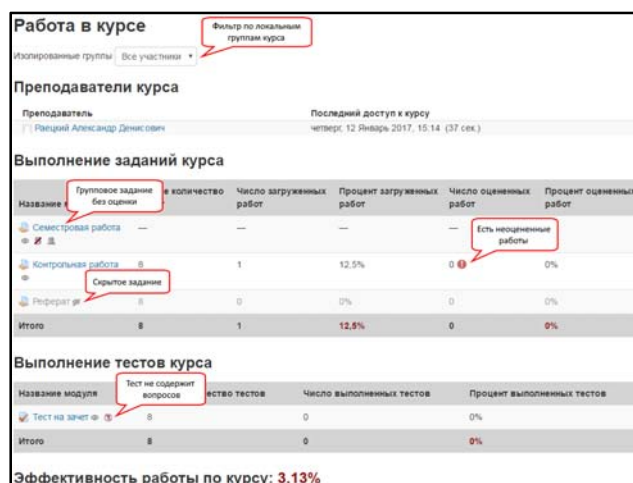 Работа в курсе
Фильтр по локальным
группам курса
Изолированные группы Все участники
Преподаватели курса
Преподаватель Последний доступ к курсу
Раецкий Александр Денисович четверг, 12 Январь 2017, 15:14 (37 сек.)
Выполнение заданий курса
Групповое задание
без оценки
Название количество Число загруженных работ Процент загруженных работ Число оцененных работ Процент оцененных работ
Семестровая работа — — —
Есть неоцененные
работы
Контрольная работа 8 1 12,5% 0 0%
Скрытое задание
Реферат 8 0 0% 0 0%
Итого 8 1 12,5% 0 0%
Выполнение тестов курса
Тест не содержит
вопросов
Название модуля ество тестов Число выполненных тестов Процент выполненных тестов
Тест на зачет 8 0 0%
Итого 8 0 0%
Эффективность работы по курсу: 3,13%